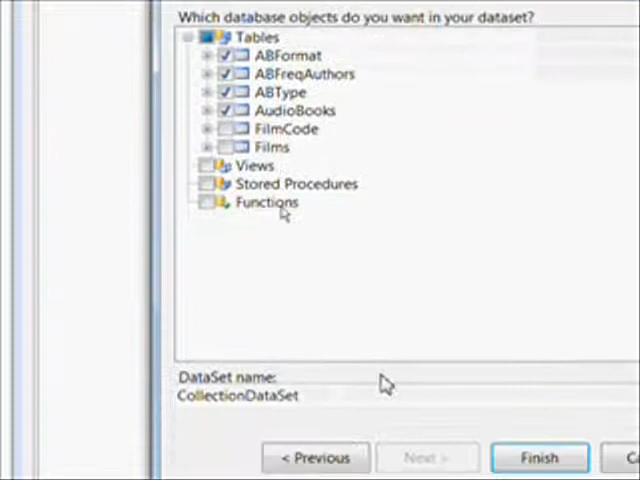 Which database objects do you want in your dataset?
Tables
ABFormat
ABFreqAuthors
ABType
AudioBooks
FilmCode
Films
Views
Stored Procedures
Functions
DataSet name:
CollectionDataSet
< Previous
Next >
Finish